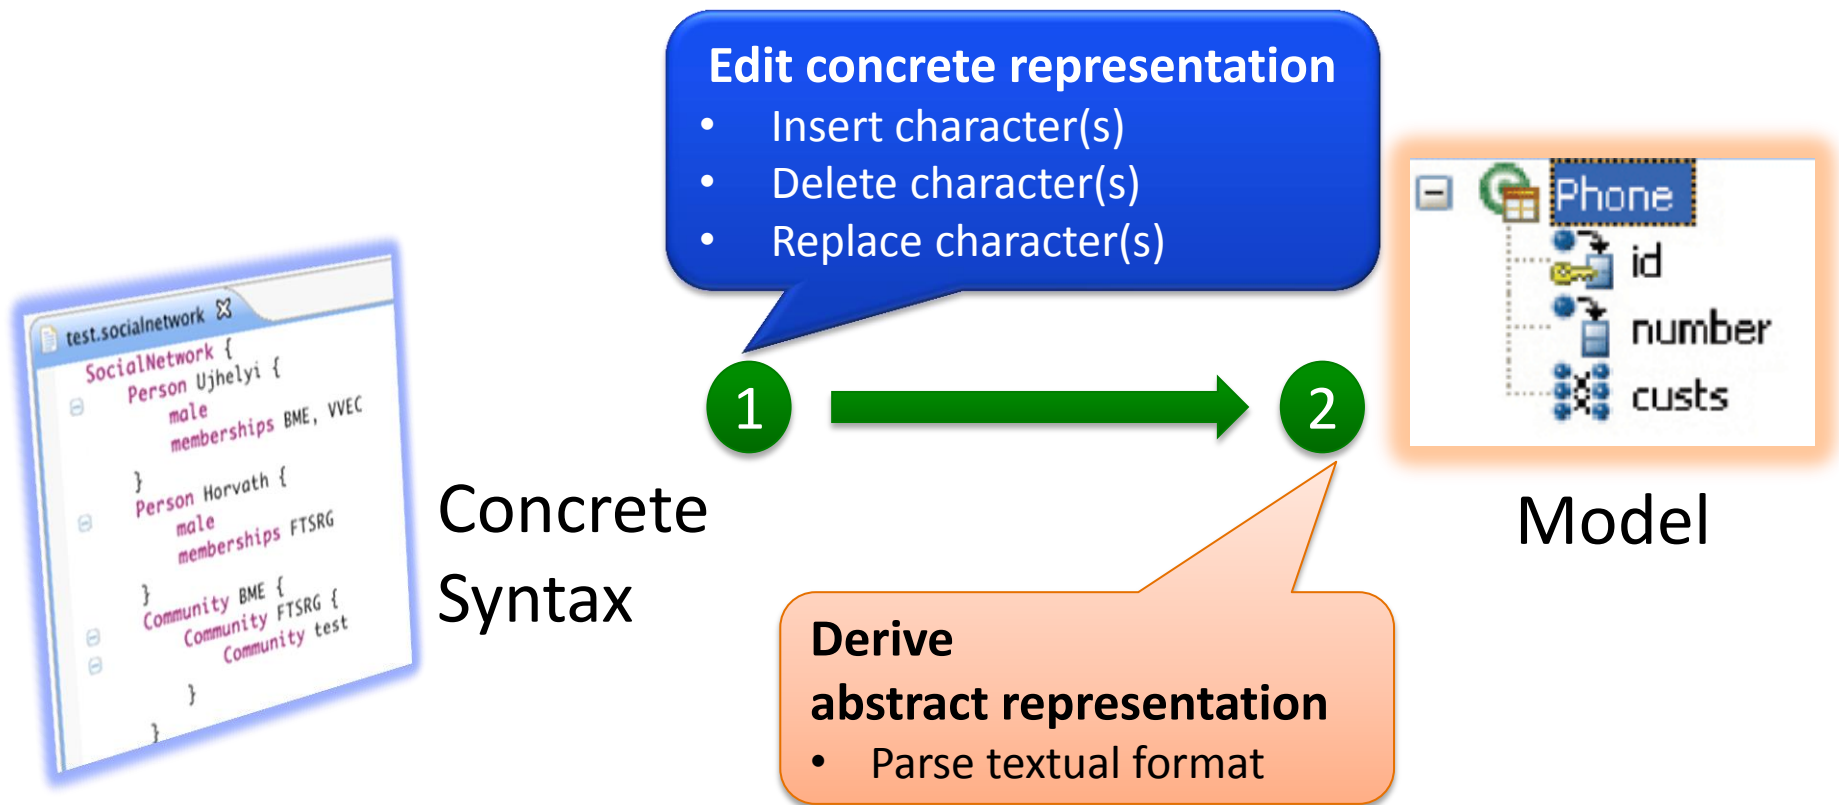 Edit concrete representation
• Insert character(s)
• Delete character(s)
• Replace character(s)
test.socialnetwork
SocialNetwork {
Person Ujhelyi {
male
memberships BME, VVEC
}
Person Horvath {
male
memberships FTSRG
}
Community BME {
Community FTSRG {
Community test
}
}
Concrete
Syntax
1
2
Phone
id
number
custs
Model
Derive
abstract representation
• Parse textual format